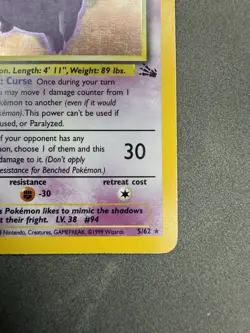 on. Length: 4' 11", Weight: 89 lbs.
: Curse Once during your turn
u may move 1 damage counter from 1
okémon to another (even if it would
okémon). This power can't be used if
used, or Paralyzed.
f your opponent has any
émon, choose 1 of them and this
damage to it. (Don't apply
esistance for Benched Pokémon.)
30
resistance retreat cost
-30
s Pokémon likes to mimic the shadows
t their fright. LV. 38 #94
Nintendo, Creatures, GAMEFREAK. ©1999 Wizards. 5/62 ★